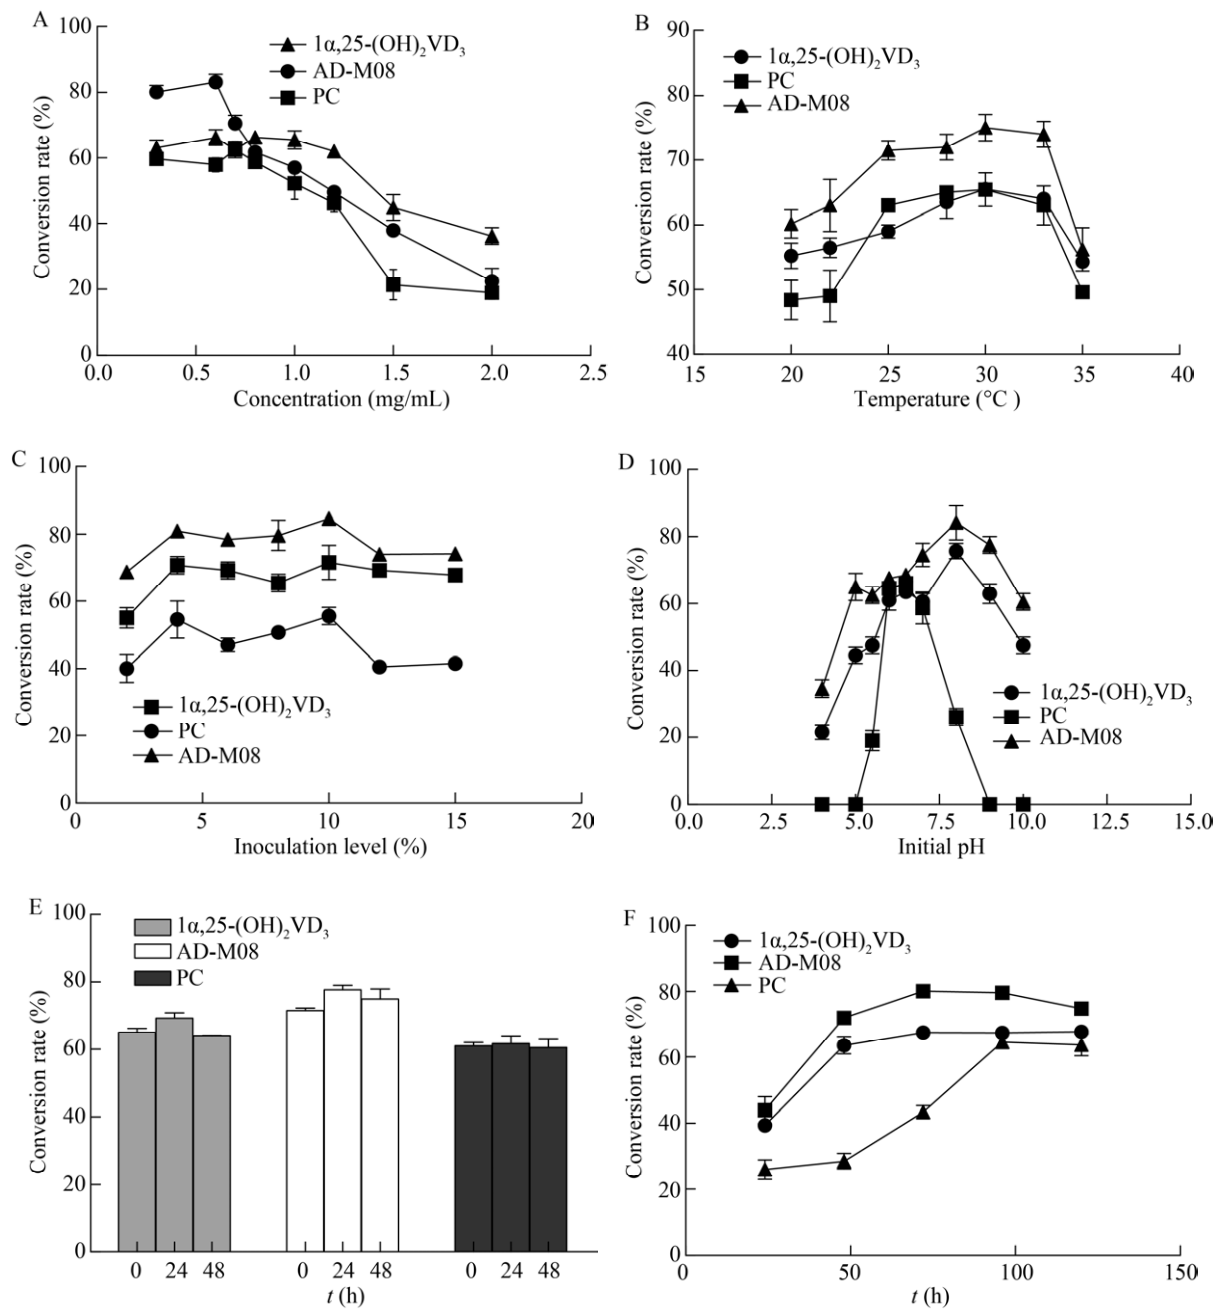 A
100
80
60
40
20
0
Conversion rate (%)
1α,25-(OH)₂VD₃
AD-M08
PC
0.0 0.5 1.0 1.5 2.0 2.5
Concentration (mg/mL)
B
90
80
70
60
50
40
Conversion rate (%)
1α,25-(OH)₂VD₃
PC
AD-M08
15 20 25 30 35 40
Temperature (°C )
C
100
80
60
40
20
0
Conversion rate (%)
1α,25-(OH)₂VD₃
PC
AD-M08
5 10 15 20
Inoculation level (%)
D
100
80
60
40
20
0
Conversion rate (%)
1α,25-(OH)₂VD₃
PC
AD-M08
0.0 2.5 5.0 7.5 10.0 12.5 15.0
Initial pH
E
100
80
60
40
20
0
Conversion rate (%)
1α,25-(OH)₂VD₃
AD-M08
PC
0 24 48 0 24 48 0 24 48
t (h)
F
100
80
60
40
20
0
Conversion rate (%)
1α,25-(OH)₂VD₃
AD-M08
PC
0 50 100 150
t (h)